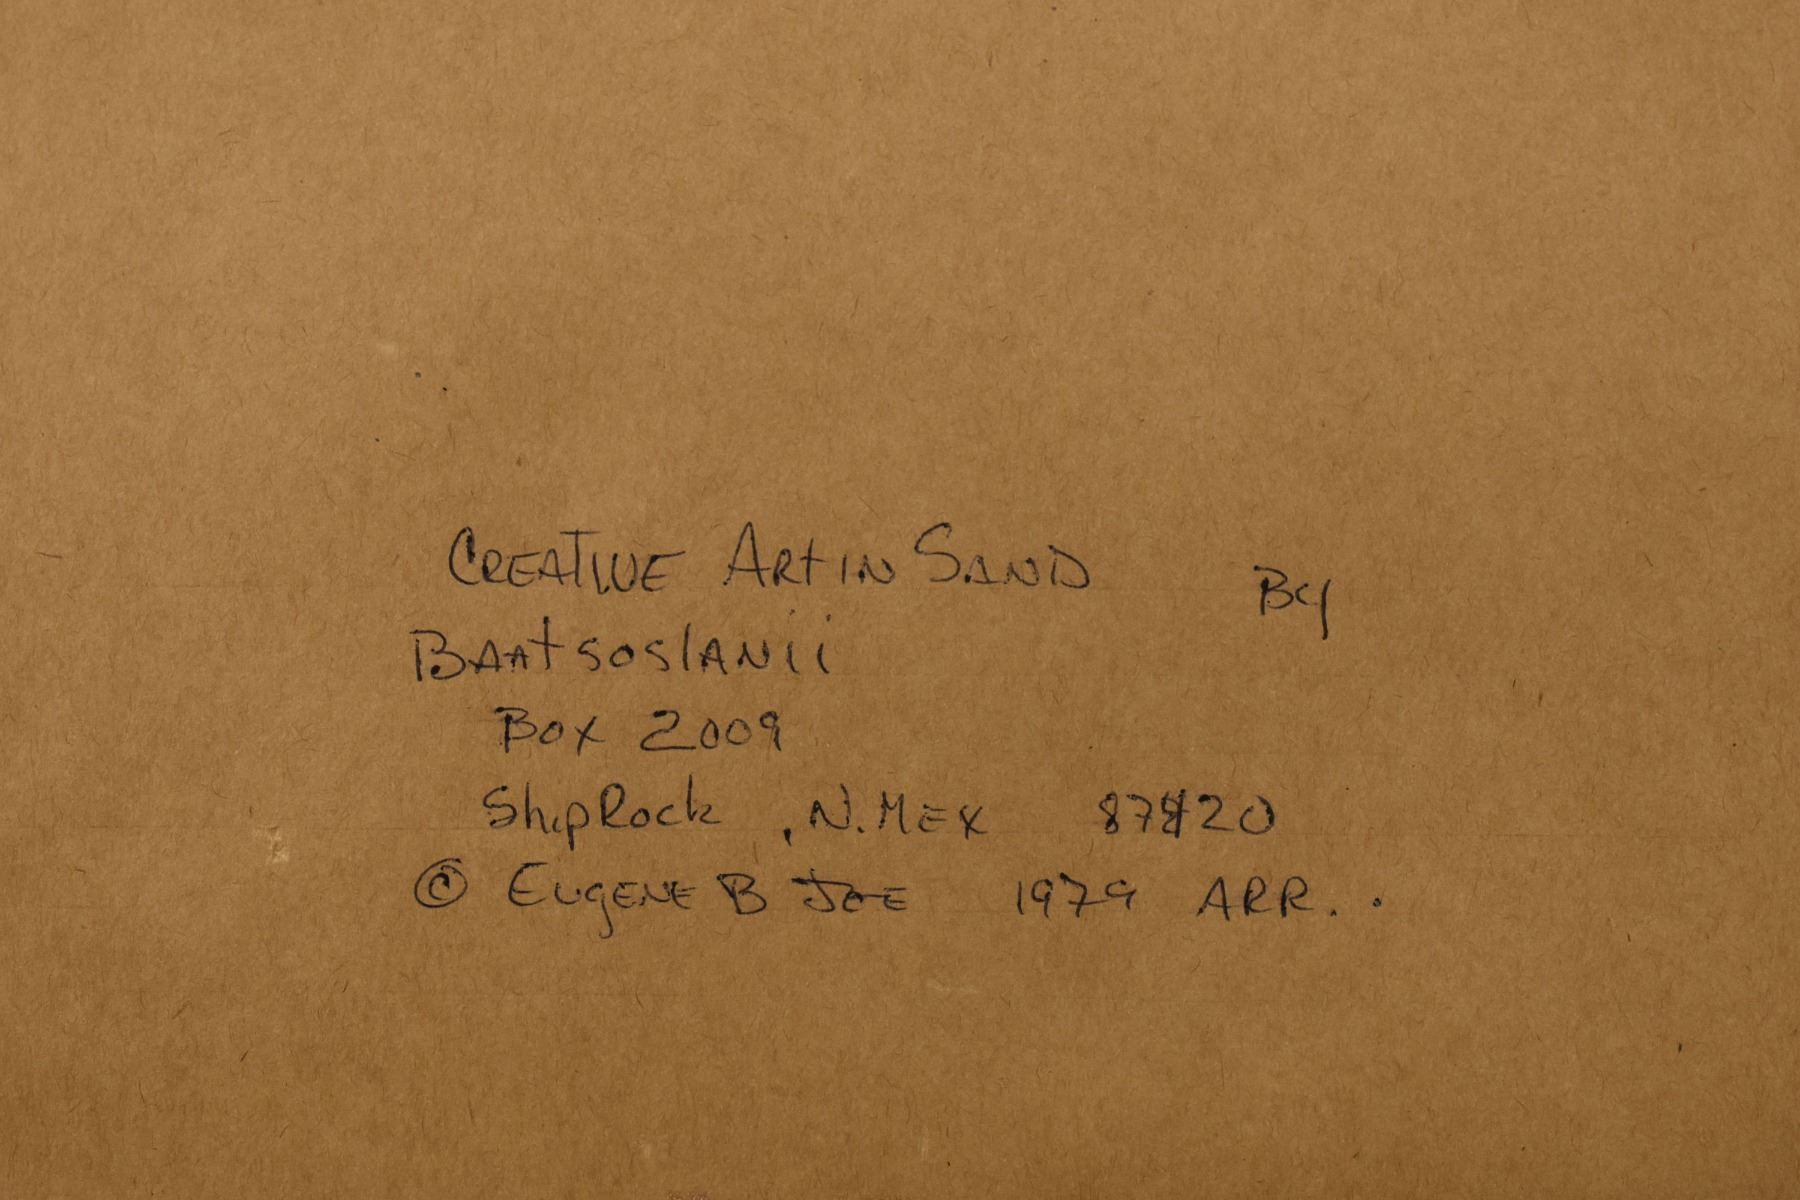 CREATIVE ART IN SAND BY
BAAtsoslANii
Box 2009
ShipRock, N. MEX 87420
© EUGENE B JOE 1979 ARR..